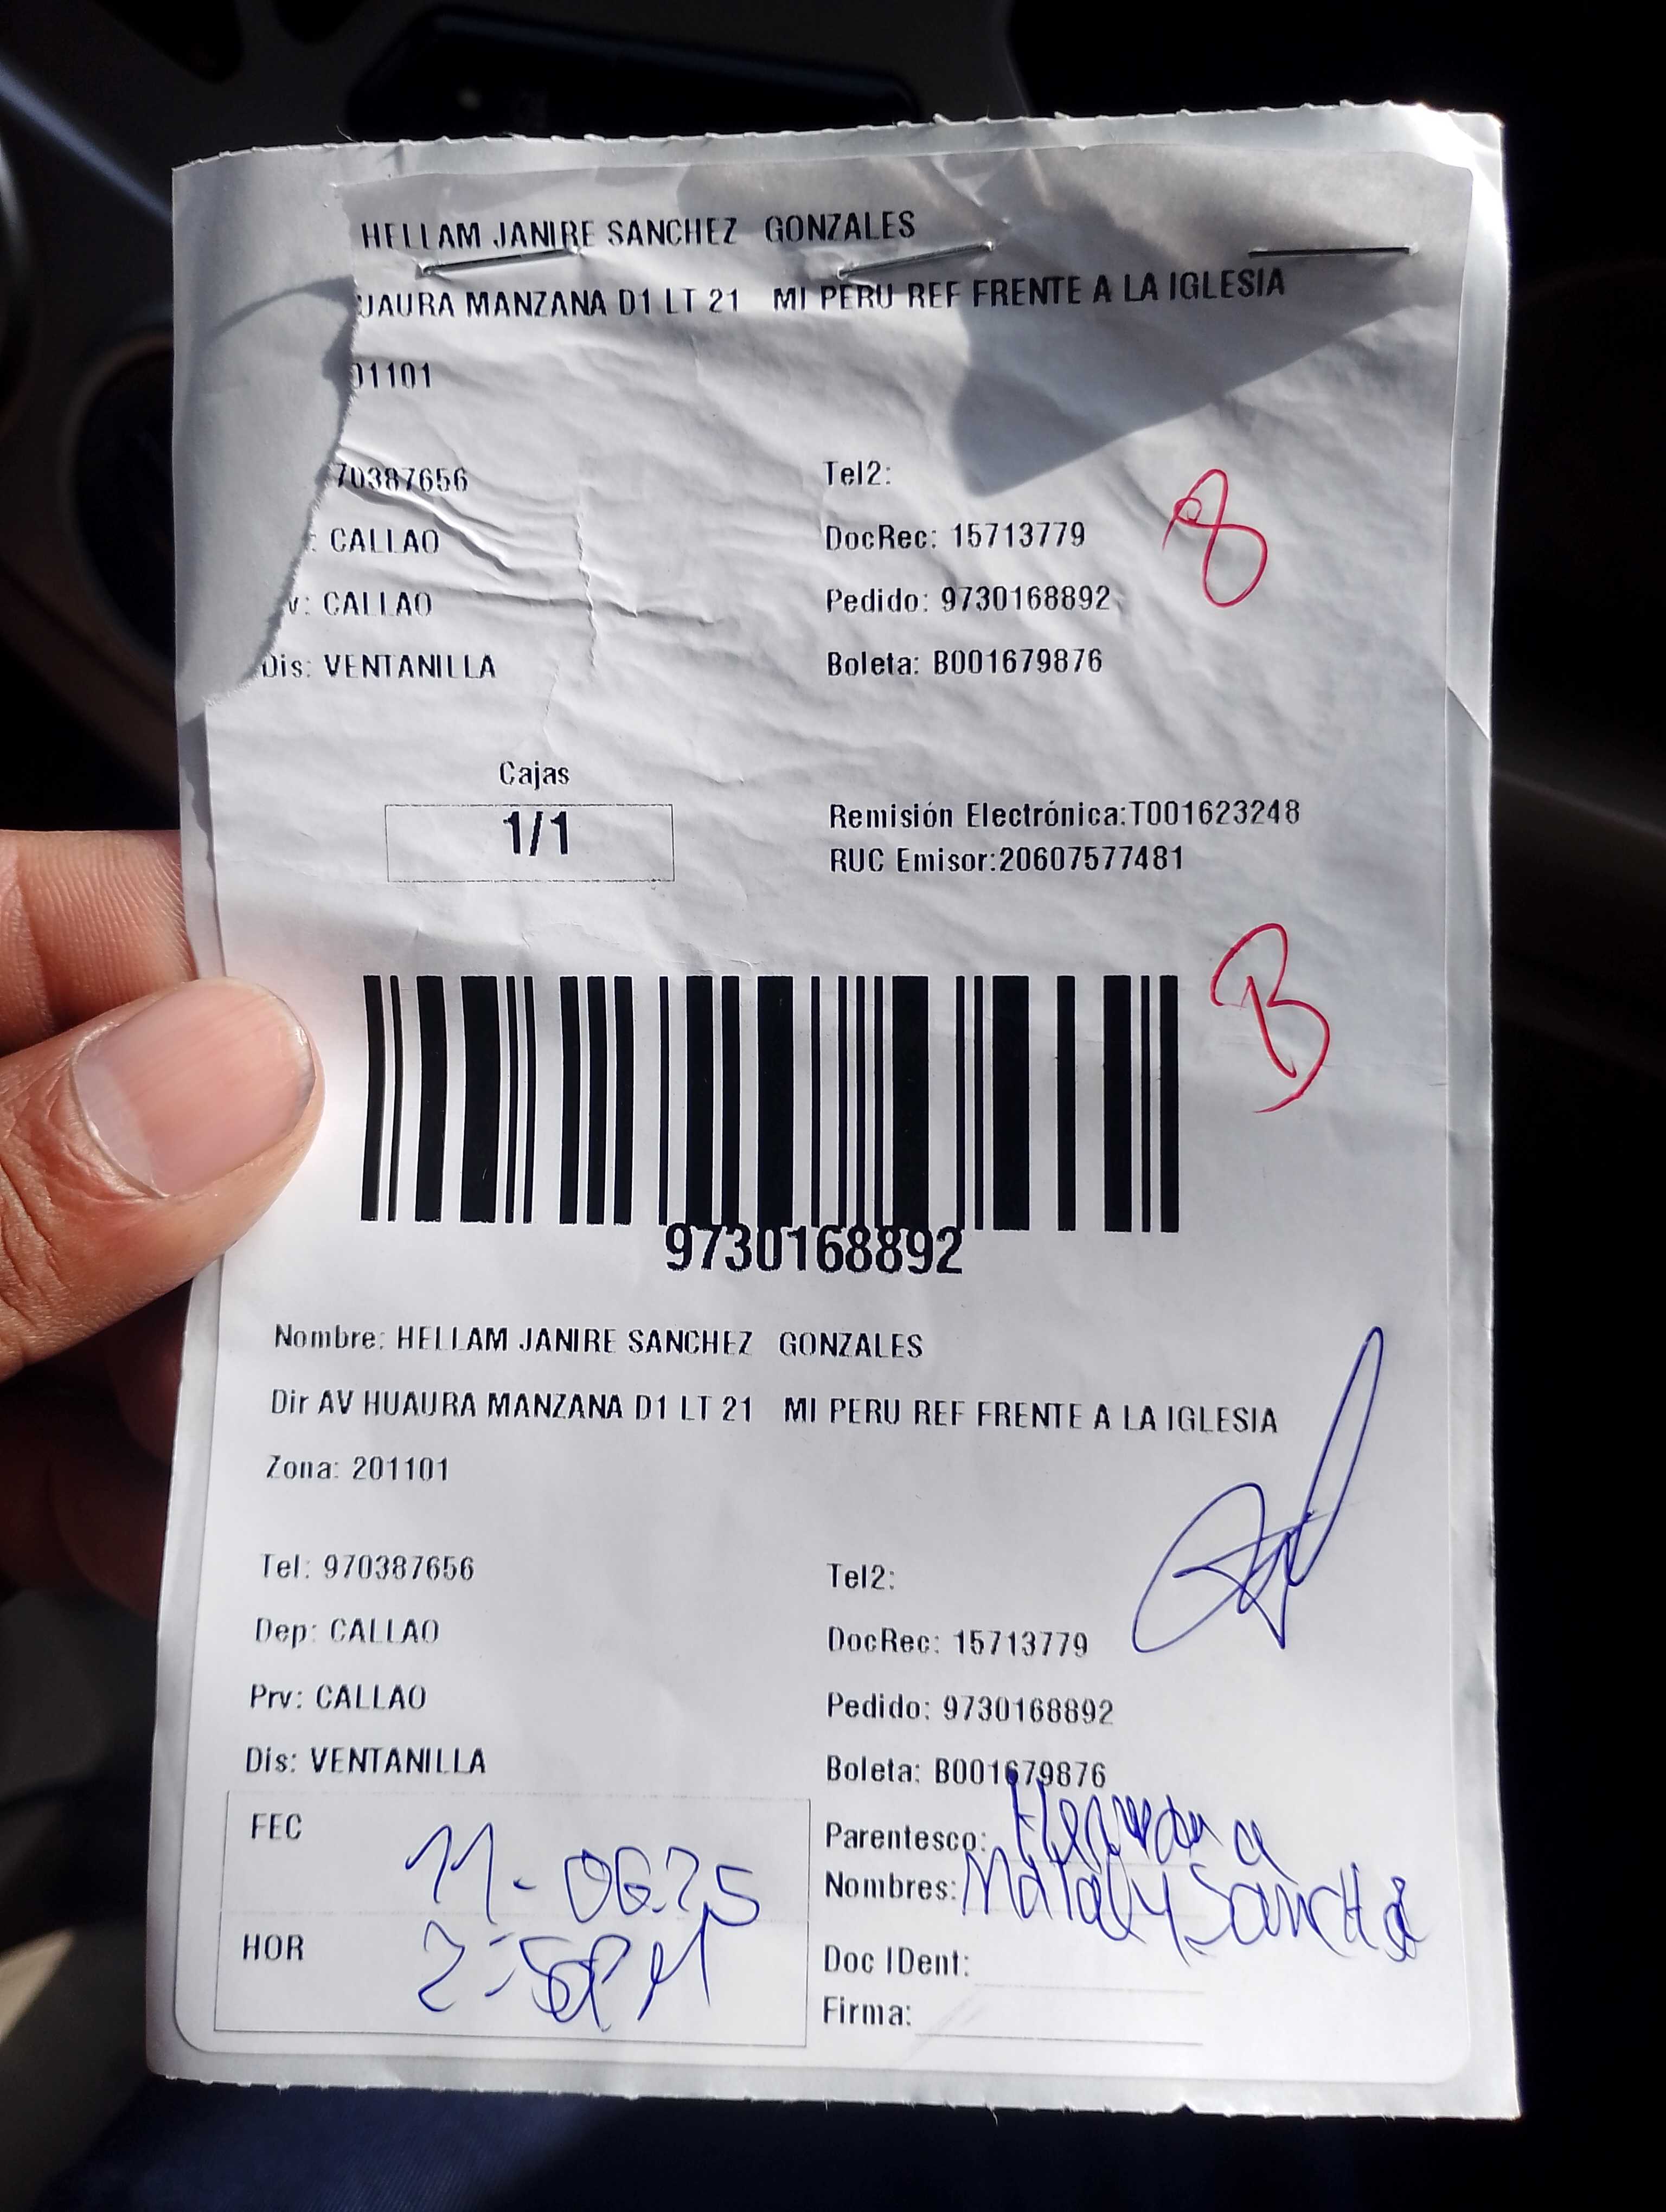 HELLAM JANIRE SANCHEZ GONZALES
UAURA MANZANA D1 LT 21 MI PERU REF FRENTE A LA IGLESIA
01101
70387656 Tel2:
: CALLAO DocRec: 15713779
8
v: CALLAO Pedido: 9730168892
Dis: VENTANILLA Boleta: B001679876
Cajas
1/1
Remisión Electrónica:T001623248
RUC Emisor:20607577481
B
9730168892
Nombre: HELLAM JANIRE SANCHEZ GONZALES
Dir AV HUAURA MANZANA D1 LT 21 MI PERU REF FRENTE A LA IGLESIA
Zona: 201101
Tel: 970387656 Tel2:
Dep: CALLAO DocRec: 15713779
Prv: CALLAO Pedido: 9730168892
Dis: VENTANILLA Boleta: B001679876
FEC 11-06.25
Parentesco: Hermana
Nombres: Sanchez
HOR
Doc IDent:
Firma: